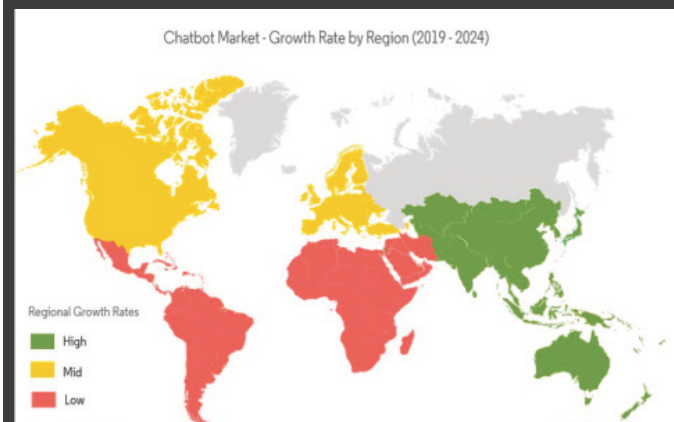 Chatbot Market - Growth Rate by Region (2019 - 2024)
Regional Growth Rates
High
Mid
Low